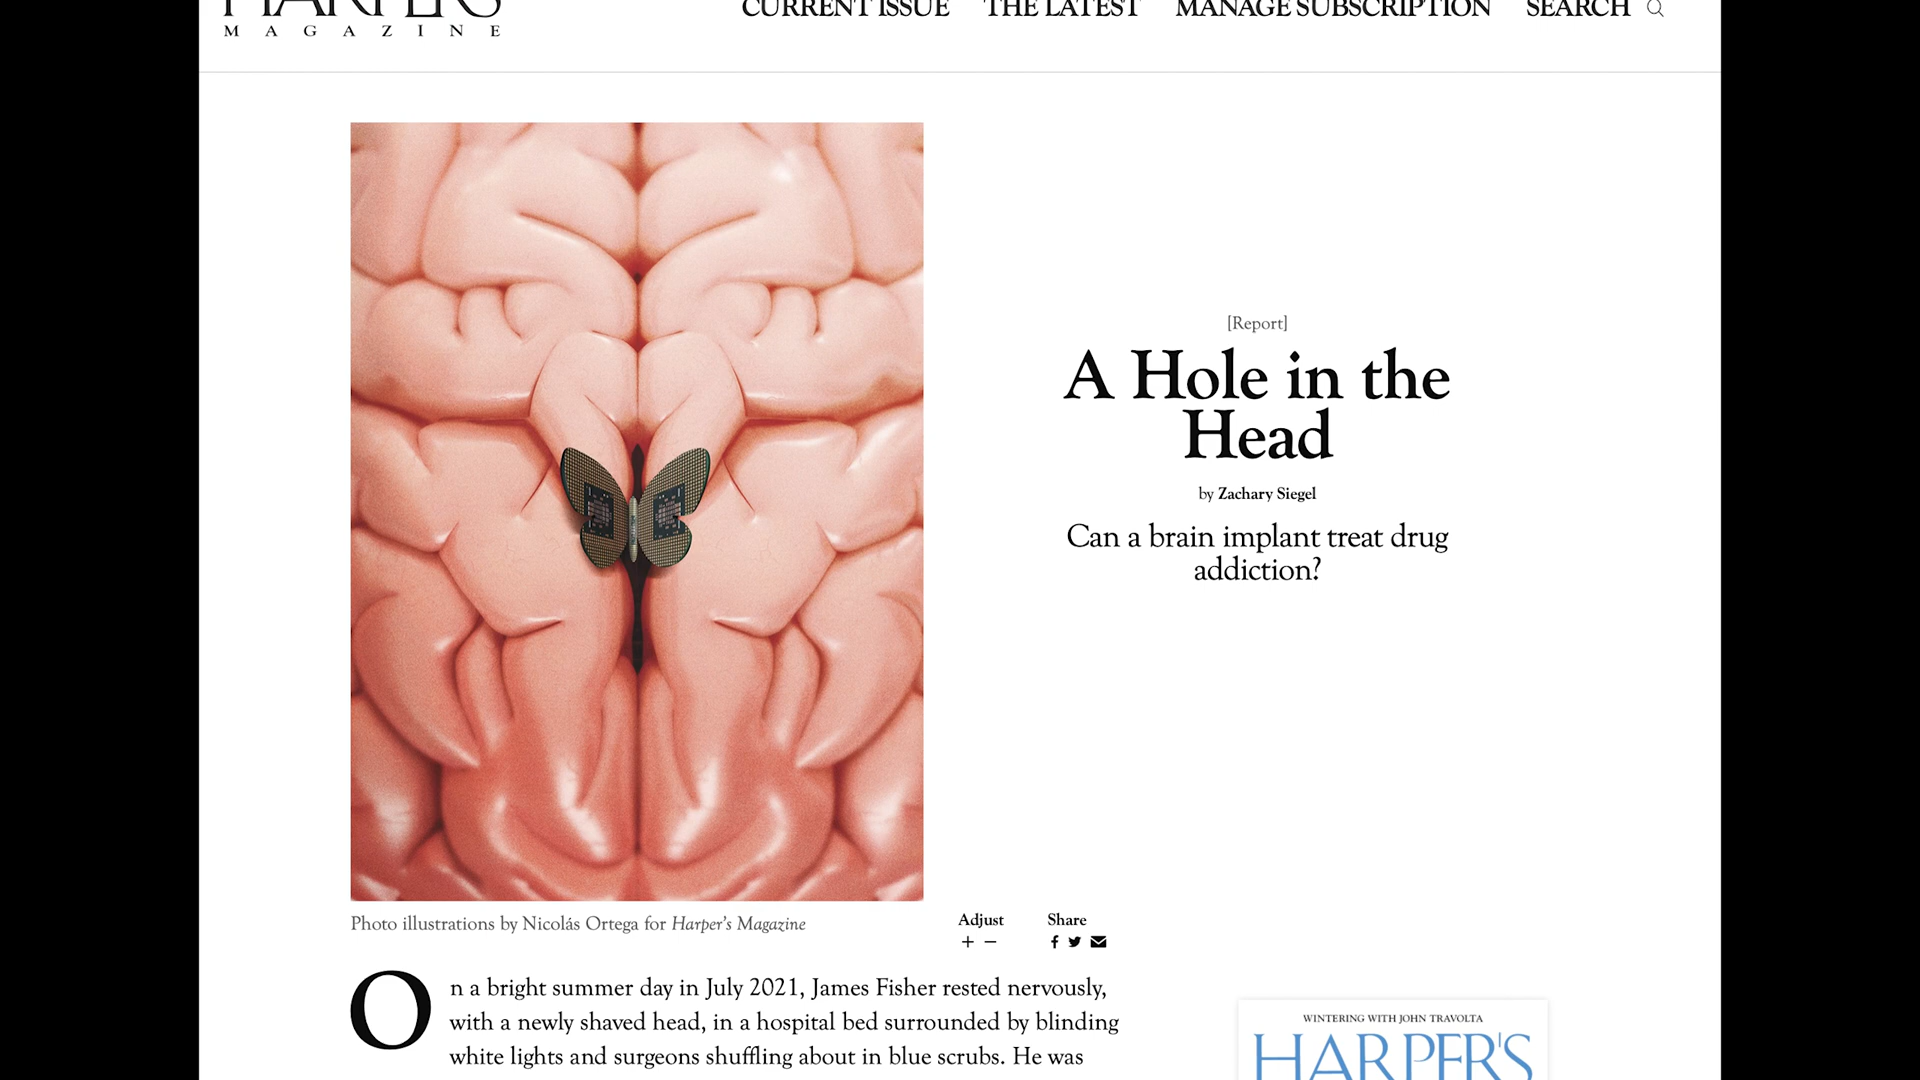 HARPER'S
MAGAZINE
CURRENT ISSUE THE LATEST MANAGE SUBSCRIPTION SEARCH
[Report]
A Hole in the
Head
by Zachary Siegel
Can a brain implant treat drug
addiction?
Photo illustrations by Nicolás Ortega for Harper's Magazine
Adjust
+ −
Share
On a bright summer day in July 2021, James Fisher rested nervously,
with a newly shaved head, in a hospital bed surrounded by blinding
white lights and surgeons shuffling about in blue scrubs. He was
WINTERING WITH JOHN TRAVOLTA
HARPER'S